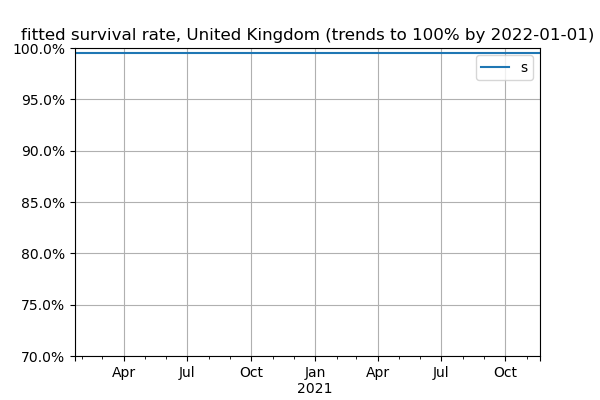 fitted survival rate, United Kingdom (trends to 100% by 2022-01-01)
100.0%
s
95.0%
90.0%
85.0%
80.0%
75.0%
70.0%
Apr Jul Oct Jan Apr Jul Oct
2021